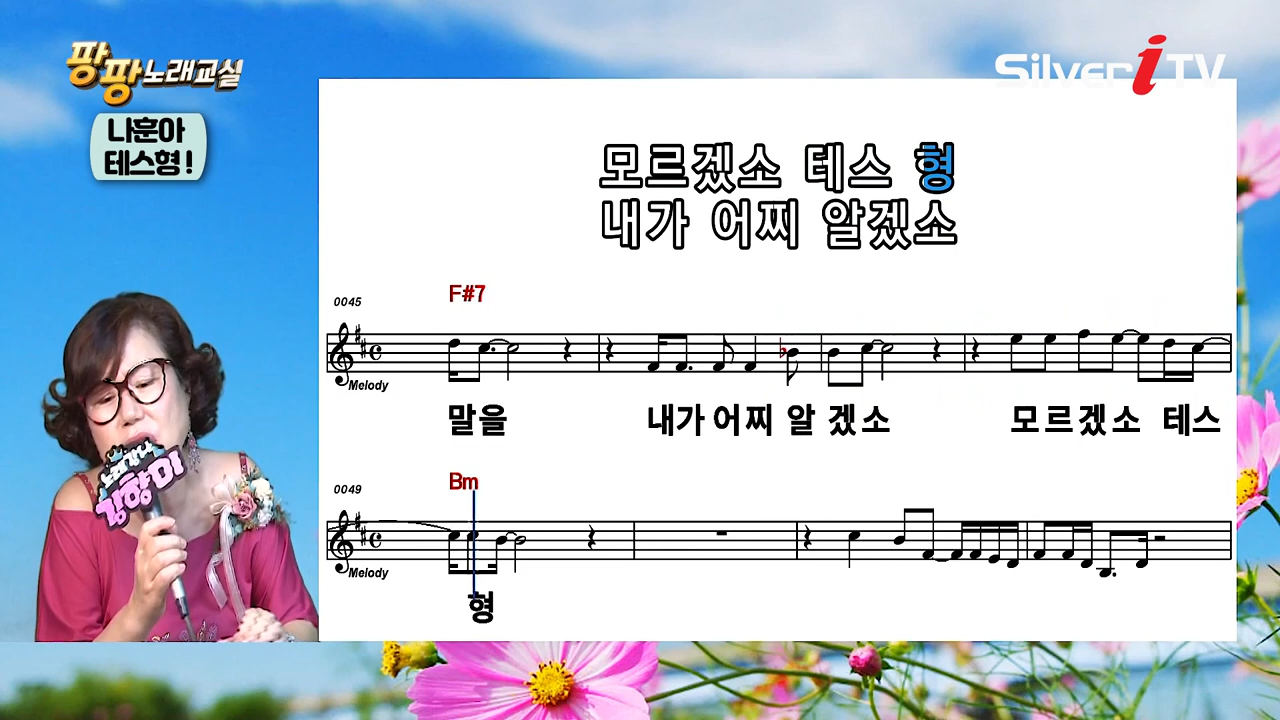 팡팡노래교실
SilveriTV
나훈아
테스형!
모르겠소 테스 형
내가 어찌 알겠소
0045
F#7
Melody
말을 내가 어찌 알 겠소 모르겠소 테스
0049
Bm
Melody
형
노래강사
강향미